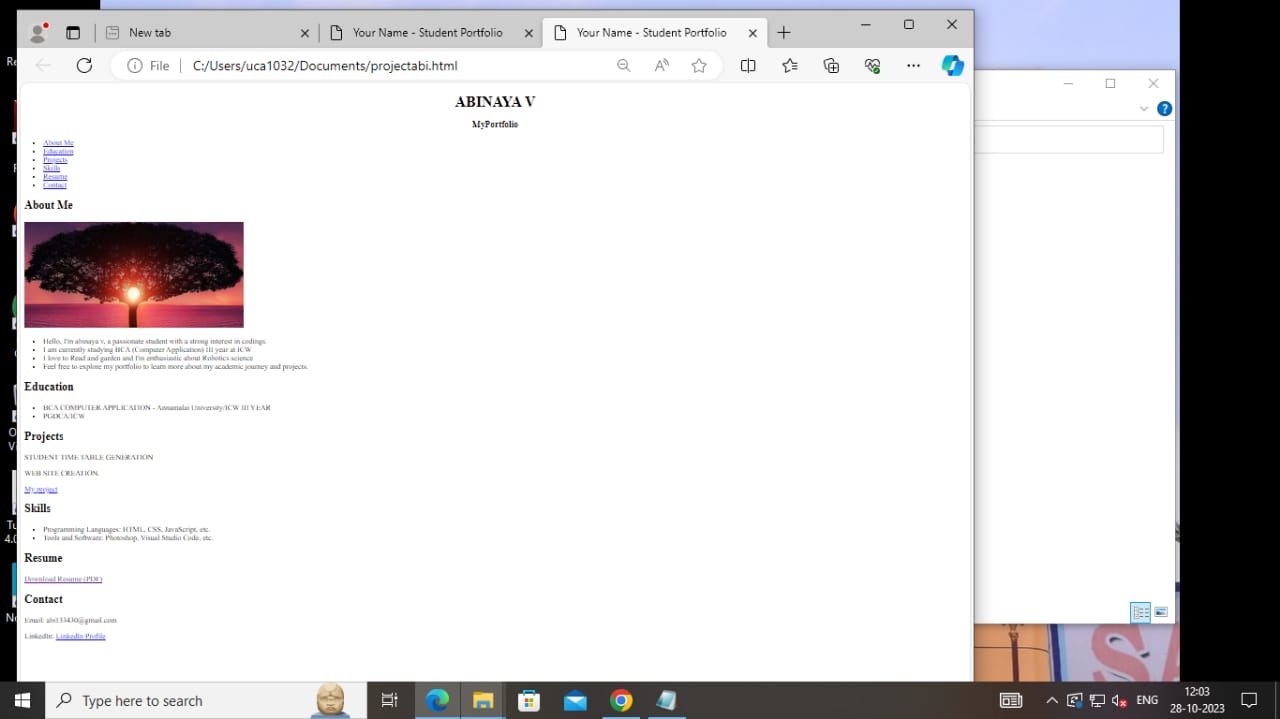 New tab
Your Name - Student Portfolio
Your Name - Student Portfolio
File
C:/Users/uca1032/Documents/projectabi.html
ABINAYA V
MyPortfolio
About Me
Education
Projects
Skills
Resume
Contact
About Me
Hello, I'm abinaya v, a passionate student with a strong interest in codings.
I am currently studying BCA (Computer Application) III year at ICW
I love to Read and garden and I'm enthusiastic about Robotics science
Feel free to explore my portfolio to learn more about my academic journey and projects.
Education
BCA COMPUTER APPLICATION - Annamalai University/ICW III YEAR
PGDCA/ICW
Projects
STUDENT TIME TABLE GENERATION
WEB SITE CREATION.
My project
Skills
Programming Languages: HTML, CSS, JavaScript, etc.
Tools and Software: Photoshop, Visual Studio Code, etc.
Resume
Download Resume (PDF)
Contact
Email: abi133430@gmail.com
LinkedIn: LinkedIn Profile
Type here to search
ENG
12:03
28-10-2023